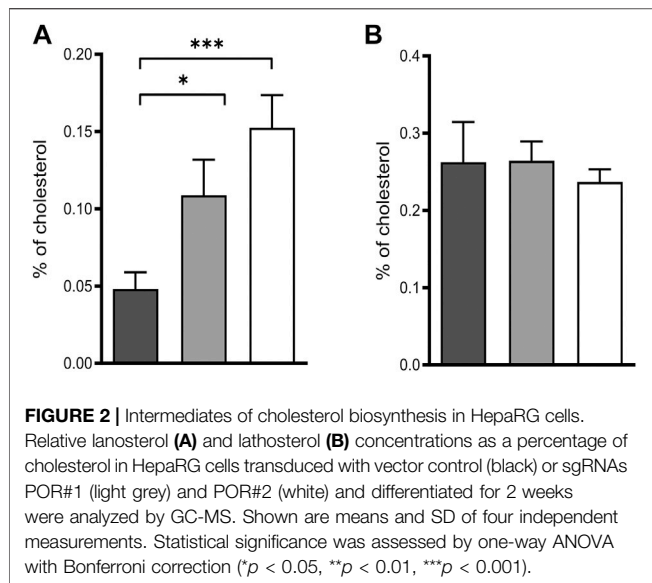 A
B
***
*
0.20
0.15
0.10
0.05
0.00
% of cholesterol
0.4
0.3
0.2
0.1
0.0
% of cholesterol
FIGURE 2 | Intermediates of cholesterol biosynthesis in HepaRG cells.
Relative lanosterol (A) and lathosterol (B) concentrations as a percentage of
cholesterol in HepaRG cells transduced with vector control (black) or sgRNAs
POR#1 (light grey) and POR#2 (white) and differentiated for 2 weeks
were analyzed by GC-MS. Shown are means and SD of four independent
measurements. Statistical significance was assessed by one-way ANOVA
with Bonferroni correction (*p < 0.05, **p < 0.01, ***p < 0.001).